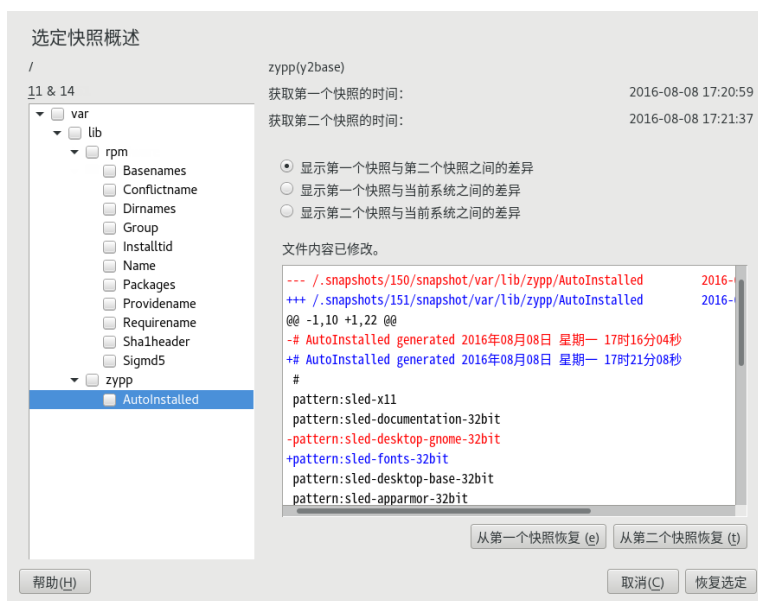 选定快照概述
/
11 & 14
var
lib
rpm
Basenames
Conflictname
Dirnames
Group
Installtid
Name
Packages
Providename
Requirename
Sha1header
Sigmd5
zypp
AutoInstalled
zypp(y2base)
获取第一个快照的时间： 2016-08-08 17:20:59
获取第二个快照的时间： 2016-08-08 17:21:37
显示第一个快照与第二个快照之间的差异
显示第一个快照与当前系统之间的差异
显示第二个快照与当前系统之间的差异
文件内容已修改。
--- /.snapshots/150/snapshot/var/lib/zypp/AutoInstalled 2016-
+++ /.snapshots/151/snapshot/var/lib/zypp/AutoInstalled 2016-
@@ -1,10 +1,22 @@
-# AutoInstalled generated 2016年08月08日 星期一 17时16分04秒
+# AutoInstalled generated 2016年08月08日 星期一 17时21分08秒
#
pattern:sled-x11
pattern:sled-documentation-32bit
-pattern:sled-desktop-gnome-32bit
+pattern:sled-fonts-32bit
pattern:sled-desktop-base-32bit
pattern:sled-apparmor-32bit
从第一个快照恢复 (e) 从第二个快照恢复 (t)
帮助(H) 取消(C) 恢复选定